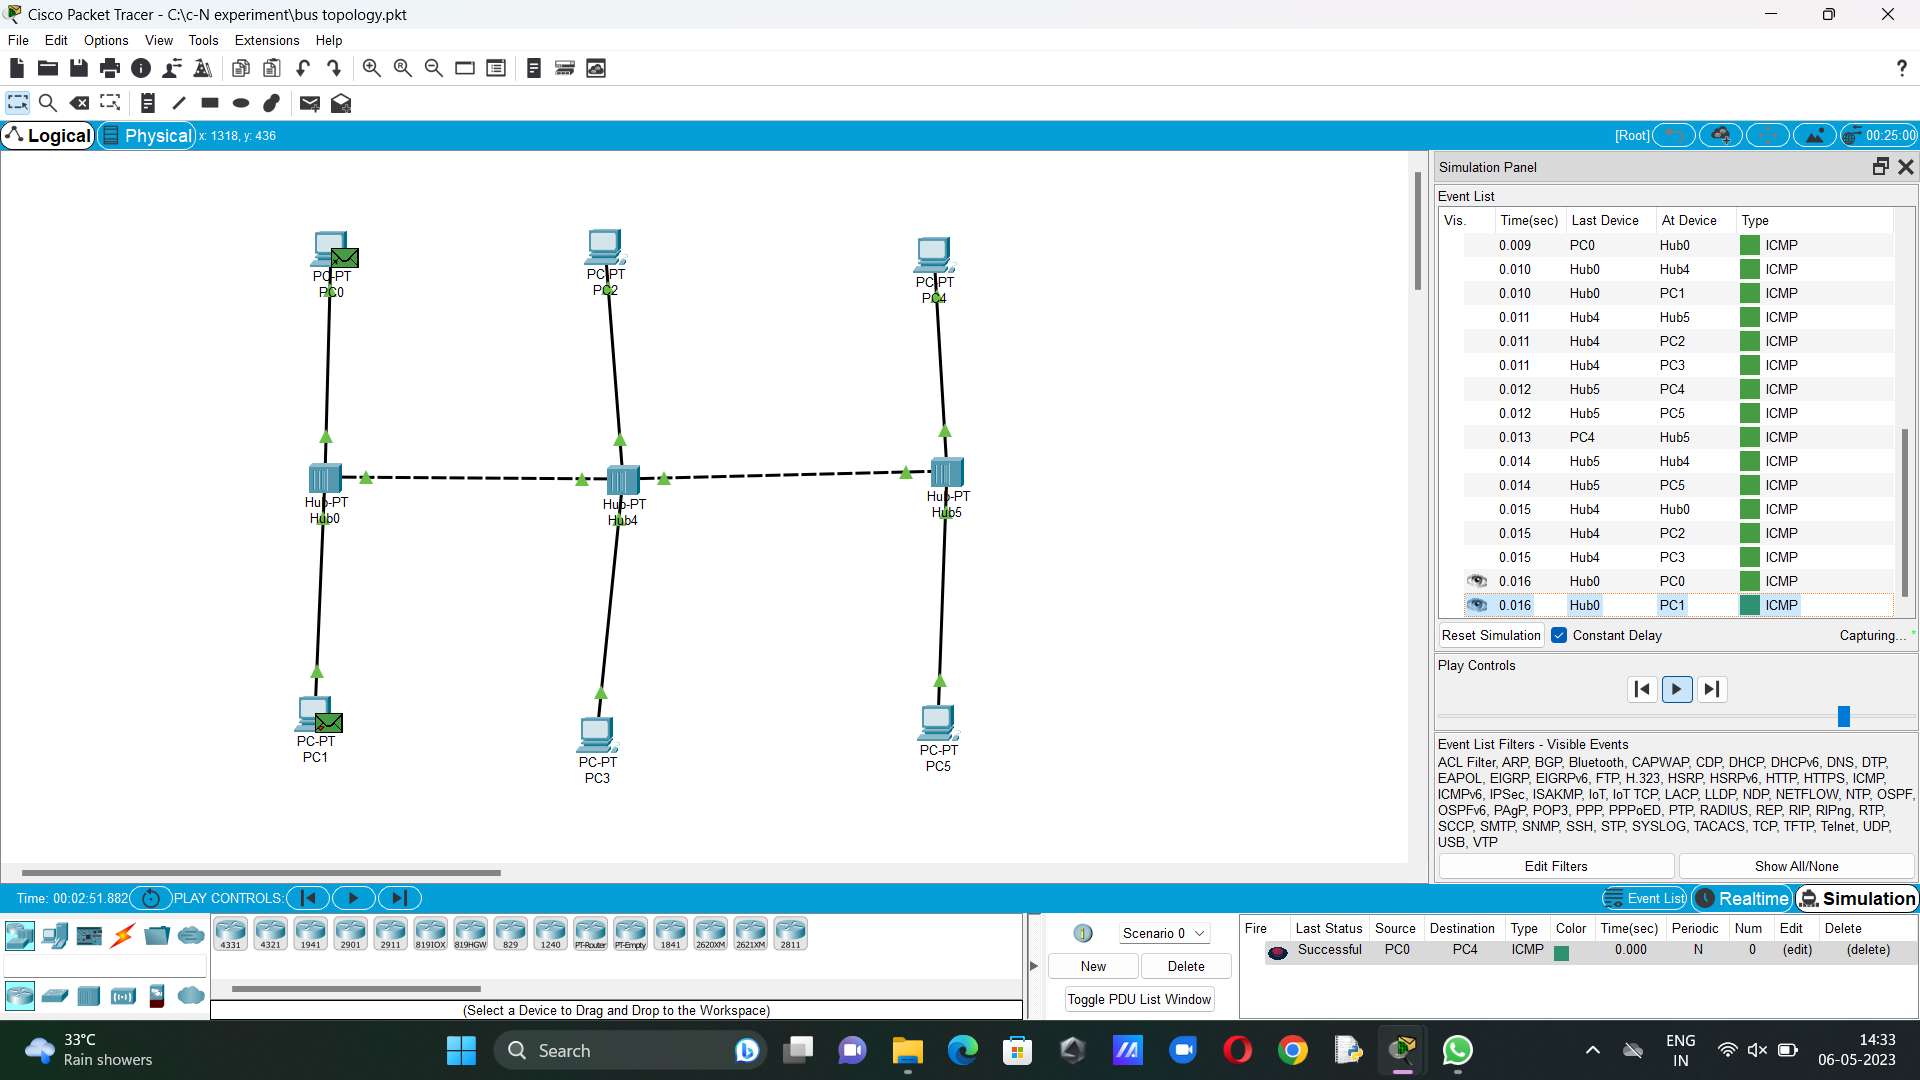 Cisco Packet Tracer - C:\c-N experiment\bus topology.pkt
File Edit Options View Tools Extensions Help
?
Logical Physical x: 1318, y: 436 [Root] 00:25:00
PC-PT
PC0
PC-PT
PC2
PC-PT
PC4
Hub-PT
Hub0
Hub-PT
Hub4
Hub-PT
Hub5
PC-PT
PC1
PC-PT
PC3
PC-PT
PC5
Simulation Panel
Event List
Vis. Time(sec) Last Device At Device Type
0.009 PC0 Hub0 ICMP
0.010 Hub0 Hub4 ICMP
0.010 Hub0 PC1 ICMP
0.011 Hub4 Hub5 ICMP
0.011 Hub4 PC2 ICMP
0.011 Hub4 PC3 ICMP
0.012 Hub5 PC4 ICMP
0.012 Hub5 PC5 ICMP
0.013 PC4 Hub5 ICMP
0.014 Hub5 Hub4 ICMP
0.014 Hub5 PC5 ICMP
0.015 Hub4 Hub0 ICMP
0.015 Hub4 PC2 ICMP
0.015 Hub4 PC3 ICMP
0.016 Hub0 PC0 ICMP
0.016 Hub0 PC1 ICMP
Reset Simulation Constant Delay Capturing... *
Play Controls
Event List Filters - Visible Events
ACL Filter, ARP, BGP, Bluetooth, CAPWAP, CDP, DHCP, DHCPv6, DNS, DTP,
EAPOL, EIGRP, EIGRPv6, FTP, H.323, HSRP, HSRPv6, HTTP, HTTPS, ICMP,
ICMPv6, IPSec, ISAKMP, IoT, IoT TCP, LACP, LLDP, NDP, NETFLOW, NTP, OSPF,
OSPFv6, PAgP, POP3, PPP, PPPoED, PTP, RADIUS, REP, RIP, RIPng, RTP,
SCCP, SMTP, SNMP, SSH, STP, SYSLOG, TACACS, TCP, TFTP, Telnet, UDP,
USB, VTP
Edit Filters Show All/None
Time: 00:02:51.882 PLAY CONTROLS: Event List Realtime Simulation
4331 4321 1941 2901 2911 819IOX 819HGW 829 1240 PT-Router PT-Empty 1841 2620XM 2621XM 2811
(Select a Device to Drag and Drop to the Workspace)
Scenario 0
New Delete
Toggle PDU List Window
Fire Last Status Source Destination Type Color Time(sec) Periodic Num Edit Delete
Successful PC0 PC4 ICMP 0.000 N 0 (edit) (delete)
33°C
Rain showers
Search
ENG
IN
14:33
06-05-2023